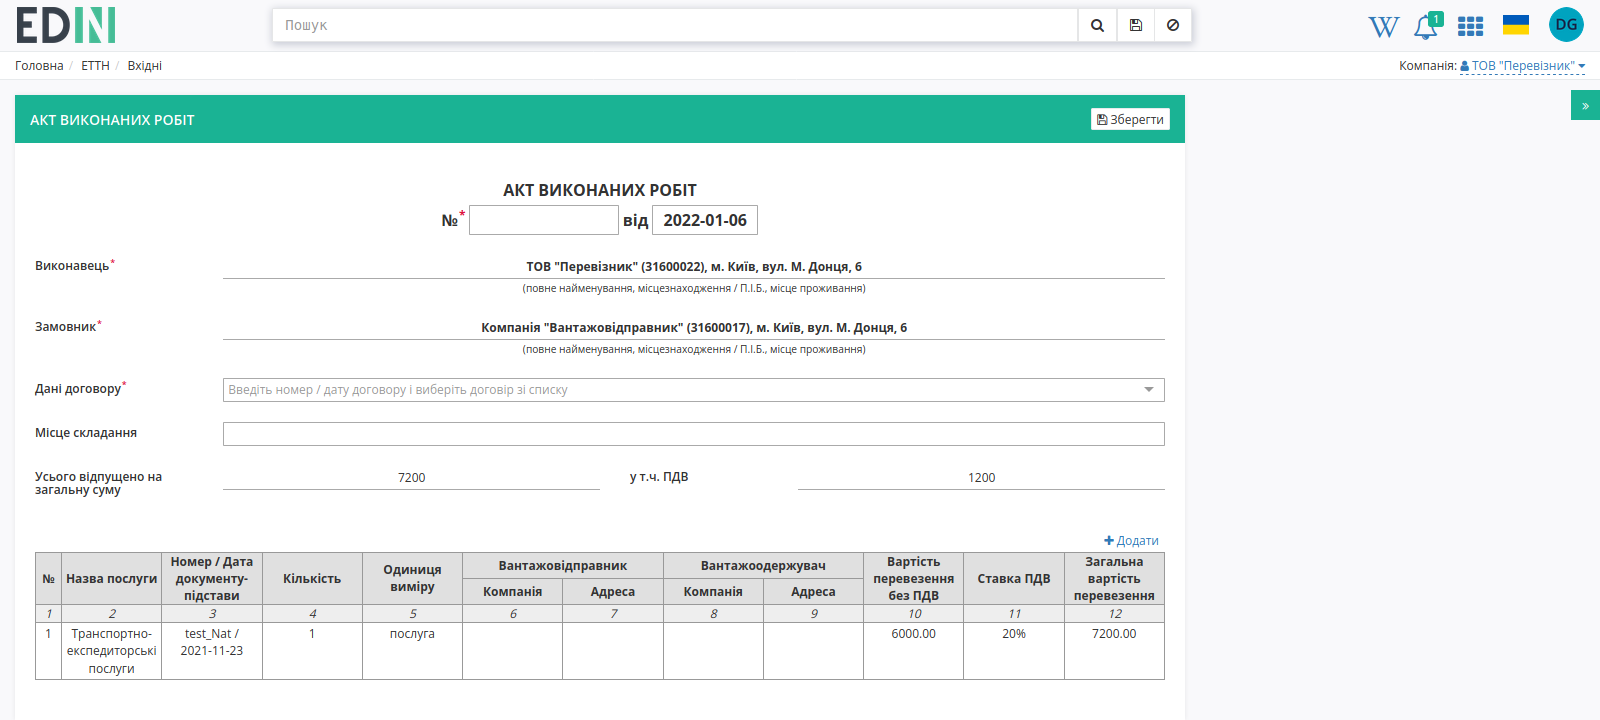 EDIN
Пошук
1
DG
Головна / ЕТТН / Вхідні
Компанія: ТОВ "Перевізник"
»
АКТ ВИКОНАНИХ РОБІТ
Зберегти
АКТ ВИКОНАНИХ РОБІТ
№* від 2022-01-06
Виконавець*
ТОВ "Перевізник" (31600022), м. Київ, вул. М. Донця, 6
(повне найменування, місцезнаходження / П.І.Б., місце проживання)
Замовник*
Компанія "Вантажовідправник" (31600017), м. Київ, вул. М. Донця, 6
(повне найменування, місцезнаходження / П.І.Б., місце проживання)
Дані договору*
Введіть номер / дату договору і виберіть договір зі списку
Місце складання
Усього відпущено на
загальну суму
7200
у т.ч. ПДВ
1200
Додати
№
Назва послуги
Номер / Дата
документу-
підстави
Кількість
Одиниця
виміру
Вантажовідправник
Компанія
Адреса
Вантажоодержувач
Компанія
Адреса
Вартість
перевезення
без ПДВ
Ставка ПДВ
Загальна
вартість
перевезення
1 2 3 4 5 6 7 8 9 10 11 12
1
Транспортно-
експедиторські
послуги
test_Nat /
2021-11-23
1
послуга
6000.00
20%
7200.00